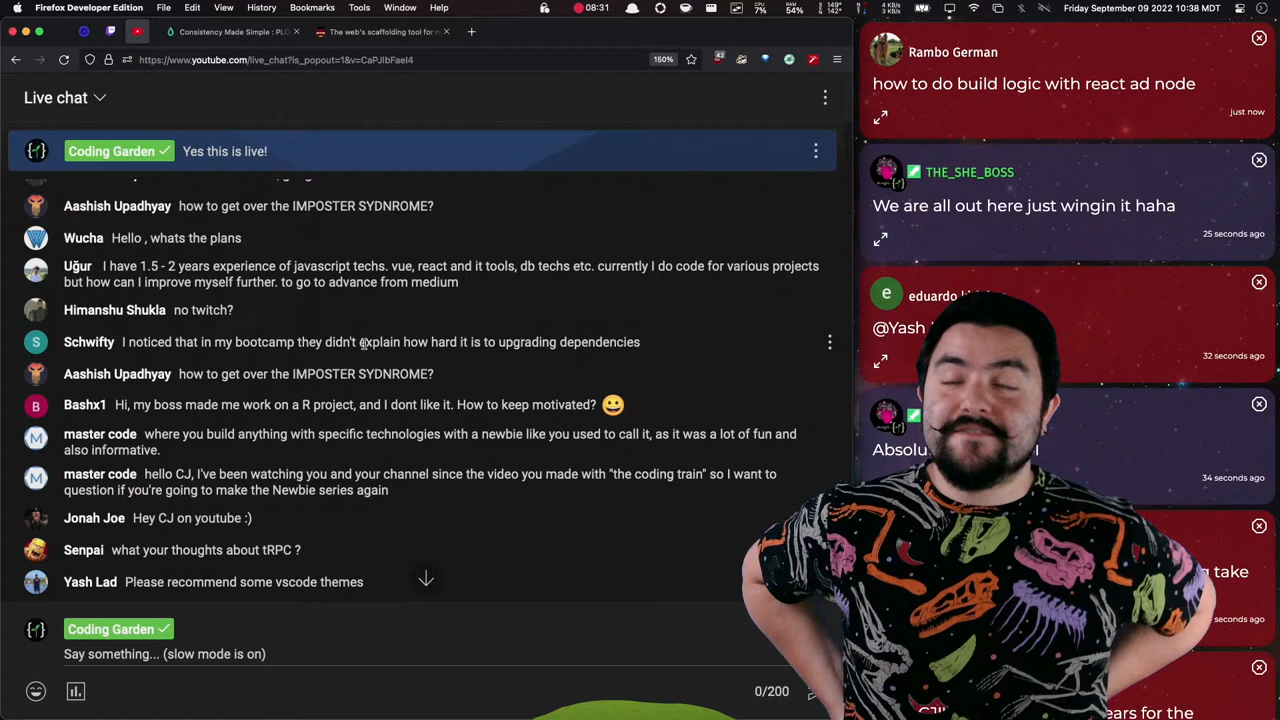 Firefox Developer Edition File Edit View History Bookmarks Tools Window Help
08:31
CPU 7%
RAM 54%
Friday September 09 2022 10:38 MDT
Consistency Made Simple : PLO
The web's scaffolding tool for m
https://www.youtube.com/live_chat?is_popout=1&v=CaPJlbFaeI4
150%
Live chat
Coding Garden Yes this is live!
Aashish Upadhyay how to get over the IMPOSTER SYDNROME?
Wucha Hello , whats the plans
Uğur I have 1.5 - 2 years experience of javascript techs. vue, react and it tools, db techs etc. currently I do code for various projects
but how can I improve myself further. to go to advance from medium
Himanshu Shukla no twitch?
Schwifty I noticed that in my bootcamp they didn't explain how hard it is to upgrading dependencies
Aashish Upadhyay how to get over the IMPOSTER SYDNROME?
Bashx1 Hi, my boss made me work on a R project, and I dont like it. How to keep motivated? 😀
master code where you build anything with specific technologies with a newbie like you used to call it, as it was a lot of fun and
also informative.
master code hello CJ, I've been watching you and your channel since the video you made with "the coding train" so I want to
question if you're going to make the Newbie series again
Jonah Joe Hey CJ on youtube :)
Senpai what your thoughts about tRPC ?
Yash Lad Please recommend some vscode themes
Coding Garden
Say something... (slow mode is on)
0/200
Rambo German
how to do build logic with react ad node
just now
THE_SHE_BOSS
We are all out here just wingin it haha
25 seconds ago
eduardo
@Yash
32 seconds ago
34 seconds ago
g take
seconds ago
ears for the